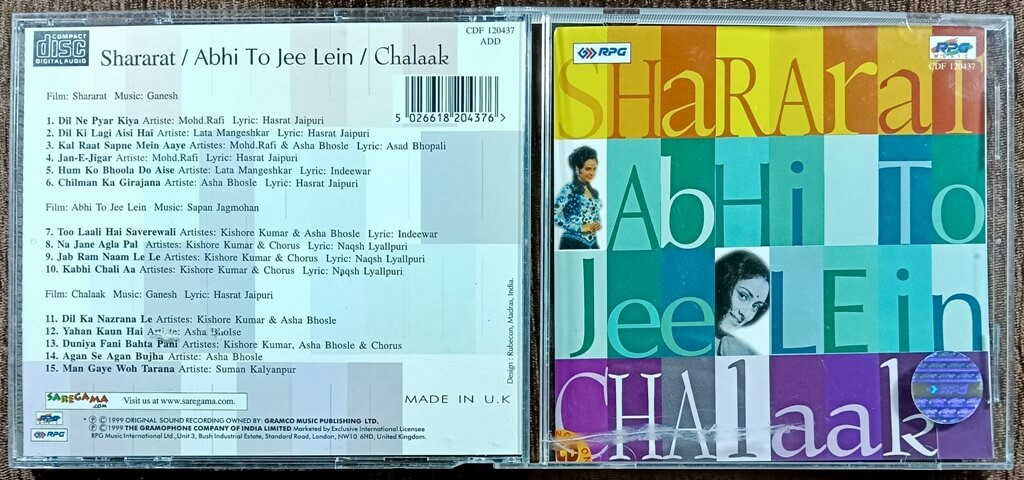 COMPACT
disc
DIGITAL AUDIO
Shararat / Abhi To Jee Lein / Chalaak
CDF 120437
ADD
5 026618 204376 >
Film: Shararat Music: Ganesh
1. Dil Ne Pyar Kiya Artiste: Mohd.Rafi Lyric: Hasrat Jaipuri
2. Dil Ki Lagi Aisi Hai Artiste: Lata Mangeshkar Lyric: Hasrat Jaipuri
3. Kal Raat Sapne Mein Aaye Artistes: Mohd.Rafi & Asha Bhosle Lyric: Asad Bhopali
4. Jan-E-Jigar Artiste: Mohd.Rafi Lyric: Hasrat Jaipuri
5. Hum Ko Bhoola Do Aise Artiste: Lata Mangeshkar Lyric: Indeewar
6. Chilman Ka Girajana Artiste: Asha Bhosle Lyric: Hasrat Jaipuri
Film: Abhi To Jee Lein Music: Sapan Jagmohan
7. Too Laali Hai Saverewali Artistes: Kishore Kumar & Asha Bhosle Lyric: Indeewar
8. Na Jane Agla Pal Artistes: Kishore Kumar & Chorus Lyric: Naqsh Lyallpuri
9. Jab Ram Naam Le Le Artistes: Kishore Kumar & Chorus Lyric: Naqsh Lyallpuri
10. Kabhi Chali Aa Artistes: Kishore Kumar & Chorus Lyric: Naqsh Lyallpuri
Film: Chalaak Music: Ganesh Lyric: Hasrat Jaipuri
11. Dil Ka Nazrana Le Artistes: Kishore Kumar & Asha Bhosle
12. Yahan Kaun Hai Artiste: Asha Bholse
13. Duniya Fani Bahta Pani Artistes: Kishore Kumar, Asha Bhosle & Chorus
14. Agan Se Agan Bujha Artiste: Asha Bhosle
15. Man Gaye Woh Tarana Artiste: Suman Kalyanpur
Design : Rubecon, Madras, India.
SAREGAMA.COM Visit us at www.saregama.com
MADE IN U.K
* Ⓟ Ⓒ 1999 ORIGINAL SOUND RECORDING OWNED BY: GRAMCO MUSIC PUBLISHING LTD.
Ⓟ Ⓒ 1999 THE GRAMOPHONE COMPANY OF INDIA LIMITED Marketed by Exclusive International Licensee
RPG Music International Ltd., Unit 3, Bush Industrial Estate, Standard Road, London, NW10 6HD, United Kingdom.
RPG
RPG
RPG
CDF 120437
SHaRAraT
AbHi To
Jee LEin
CHAlaak